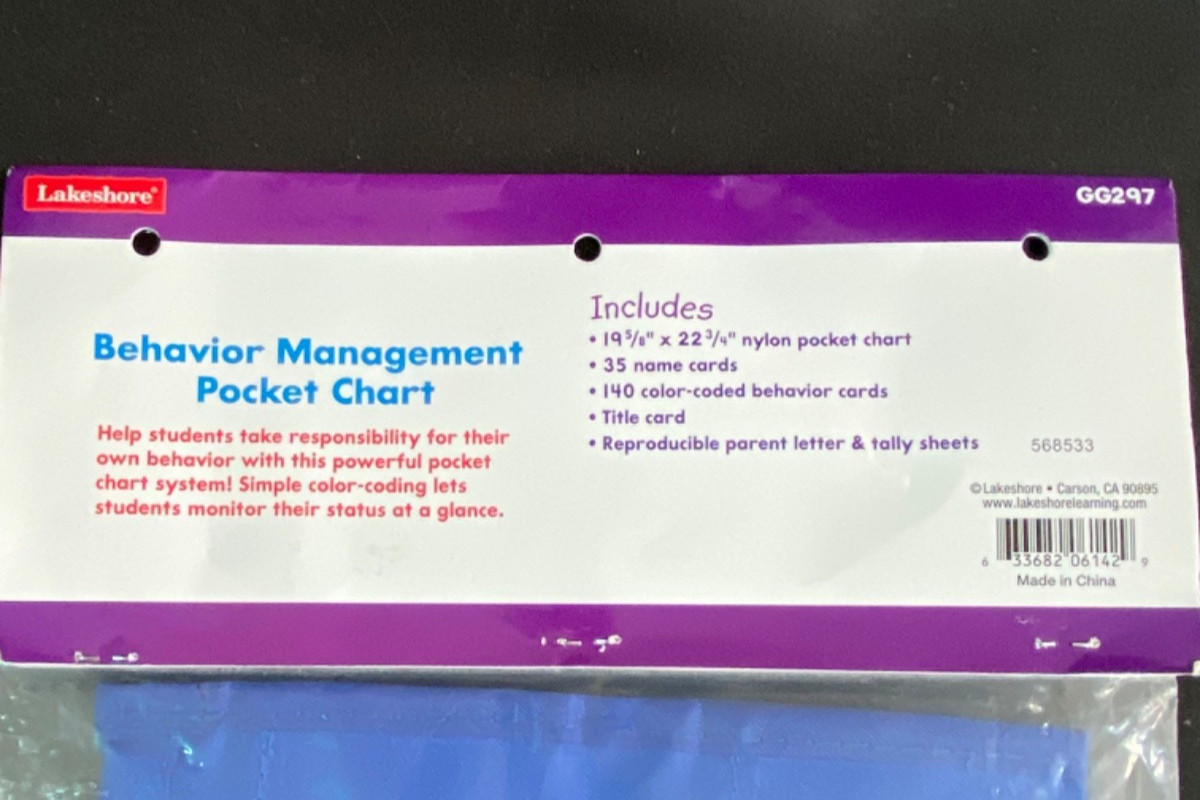 Lakeshore®
GG297
Behavior Management
Pocket Chart
Help students take responsibility for their
own behavior with this powerful pocket
chart system! Simple color-coding lets
students monitor their status at a glance.
Includes
• 19 5/8" x 22 3/4" nylon pocket chart
• 35 name cards
• 140 color-coded behavior cards
• Title card
• Reproducible parent letter & tally sheets
568533
©Lakeshore • Carson, CA 90895
www.lakeshorelearning.com
6 33682 06142 9
Made in China